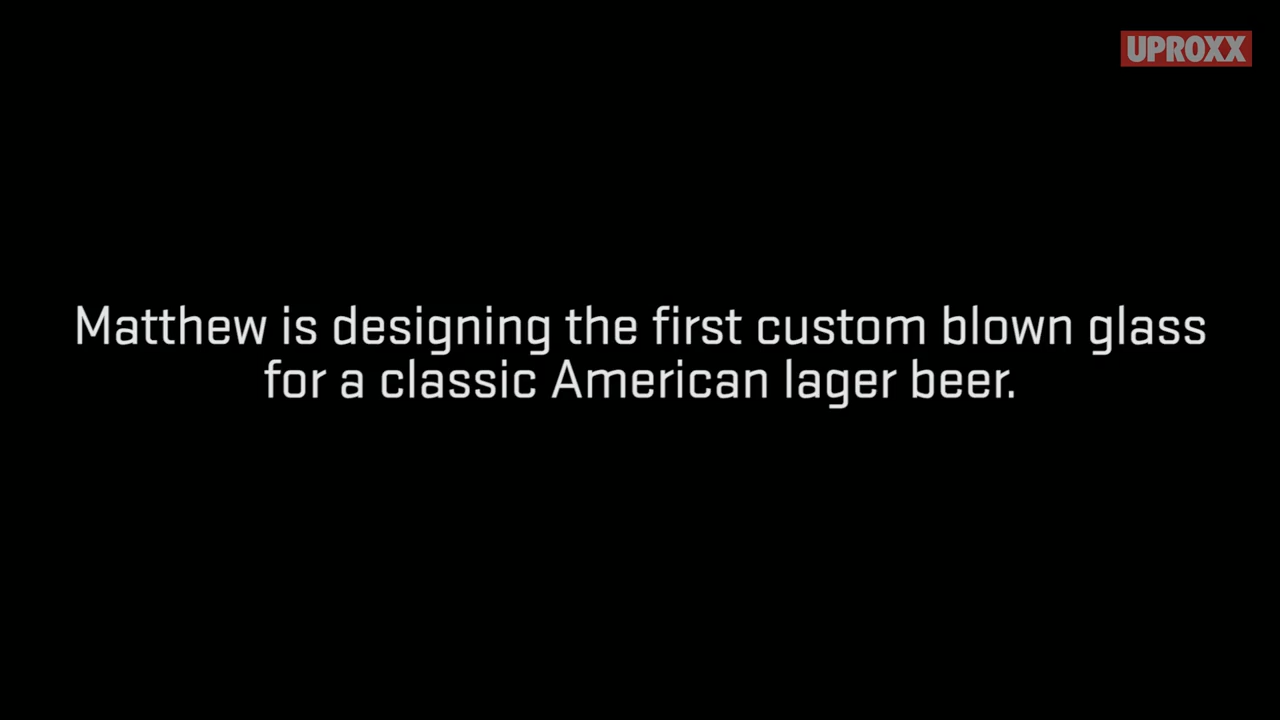 UPROXX
Matthew is designing the first custom blown glass
for a classic American lager beer.